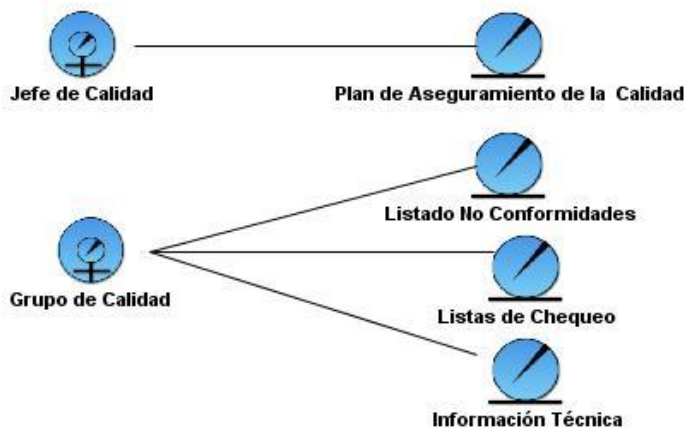 Jefe de Calidad
Plan de Aseguramiento de la Calidad
Listado No Conformidades
Grupo de Calidad
Listas de Chequeo
Información Técnica